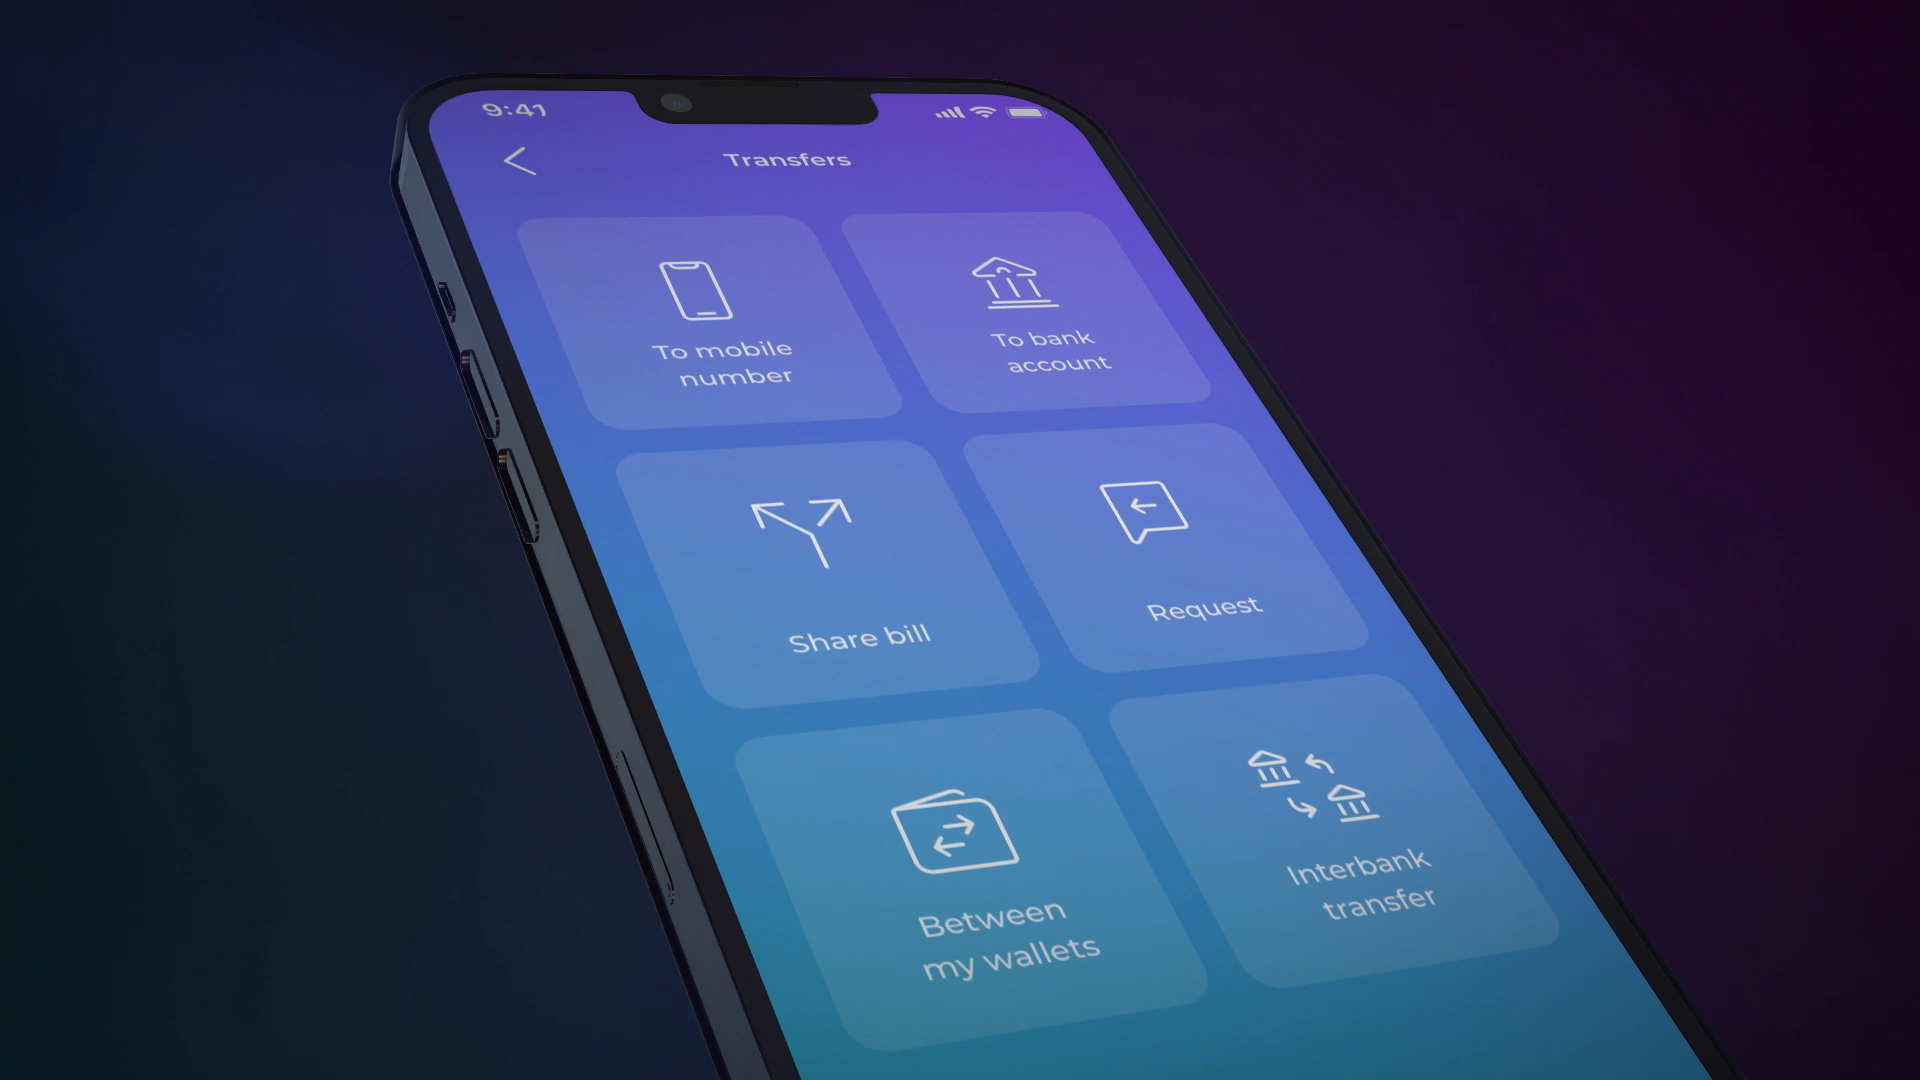 9:41
Transfers
To mobile
number
To bank
account
Share bill
Request
Between
my wallets
Interbank
transfer